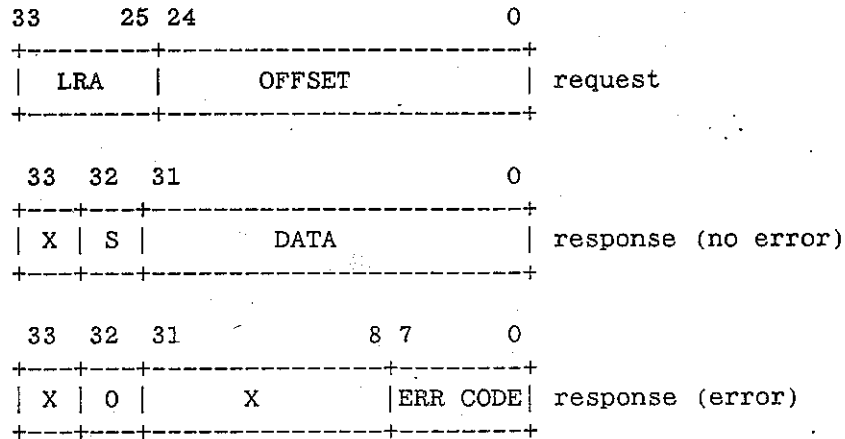 33 25 24 0
+---------+------------------------+
| LRA | OFFSET | request
+---------+------------------------+
33 32 31 0
+---+---+-------------------------+
| X | S | DATA | response (no error)
+---+---+-------------------------+
33 32 31 8 7 0
+---+---+----------------+--------+
| X | 0 | X |ERR CODE| response (error)
+---+---+----------------+--------+